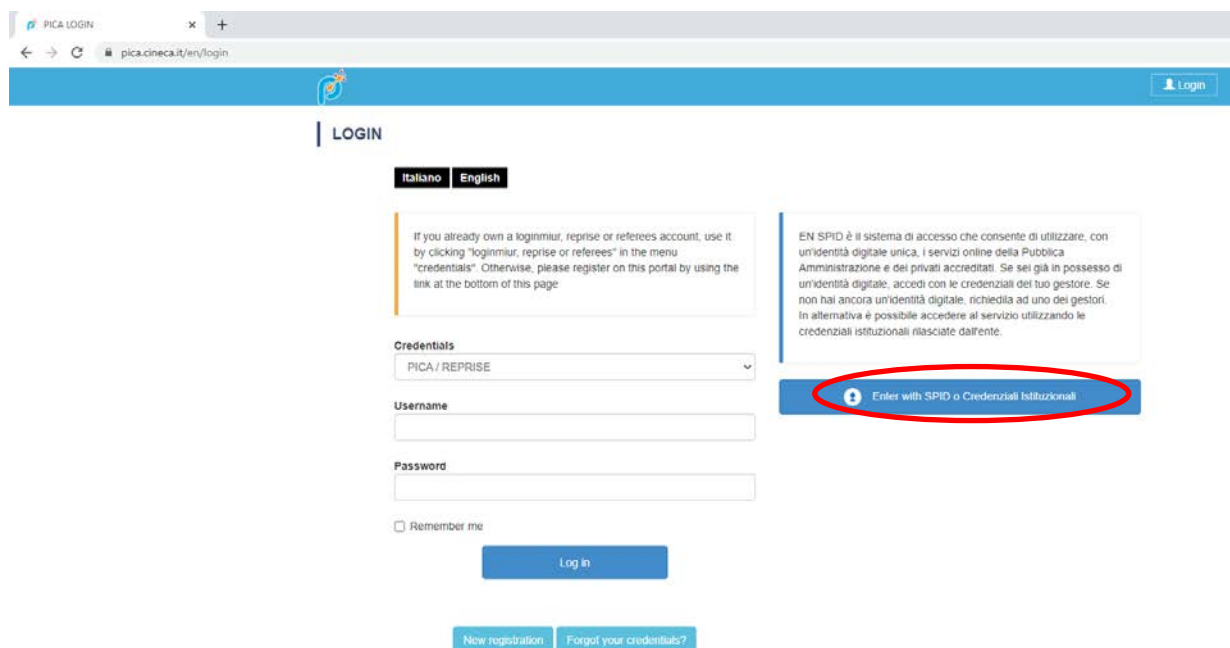 PICA LOGIN
pica.cineca.it/en/login
Login
LOGIN
Italiano English
If you already own a loginmiur, reprise or referees account, use it
by clicking "loginmiur, reprise or referees" in the menu
"credentials". Otherwise, please register on this portal by using the
link at the bottom of this page
EN SPID è il sistema di accesso che consente di utilizzare, con
un'identità digitale unica, i servizi online della Pubblica
Amministrazione e dei privati accreditati. Se sei già in possesso di
un'identità digitale, accedi con le credenziali del tuo gestore. Se
non hai ancora un'identità digitale, richiedila ad uno dei gestori.
In alternativa è possibile accedere al servizio utilizzando le
credenziali istituzionali rilasciate dall'ente.
Credentials
PICA / REPRISE
Enter with SPID o Credenziali Istituzionali
Username
Password
Remember me
Log in
New registration Forgot your credentials?